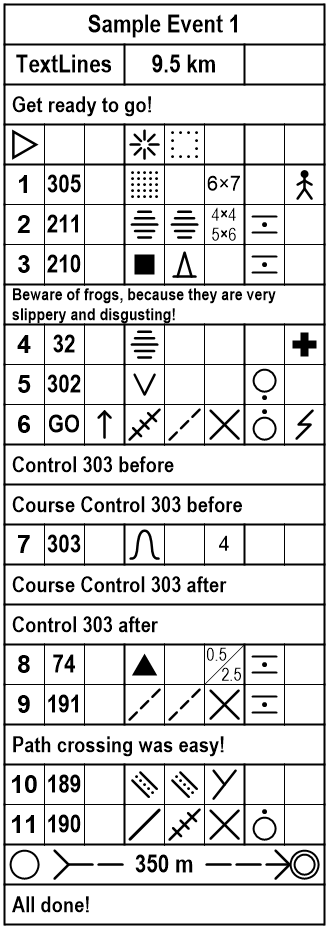 Sample Event 1
TextLines 9.5 km
Get ready to go!
1 305 6×7
2 211 4×4
5×6
3 210
Beware of frogs, because they are very
slippery and disgusting!
4 32
5 302
6 GO
Control 303 before
Course Control 303 before
7 303 4
Course Control 303 after
Control 303 after
8 74 0.5/2.5
9 191
Path crossing was easy!
10 189
11 190
350 m
All done!